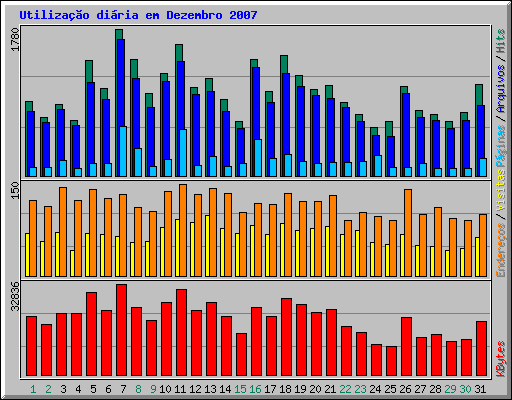 Utilização diária em Dezembro 2007
1780
Páginas / Arquivos / Hits
150
Endereços / Visitas
32836
KBytes
1 2 3 4 5 6 7 8 9 10 11 12 13 14 15 16 17 18 19 20 21 22 23 24 25 26 27 28 29 30 31